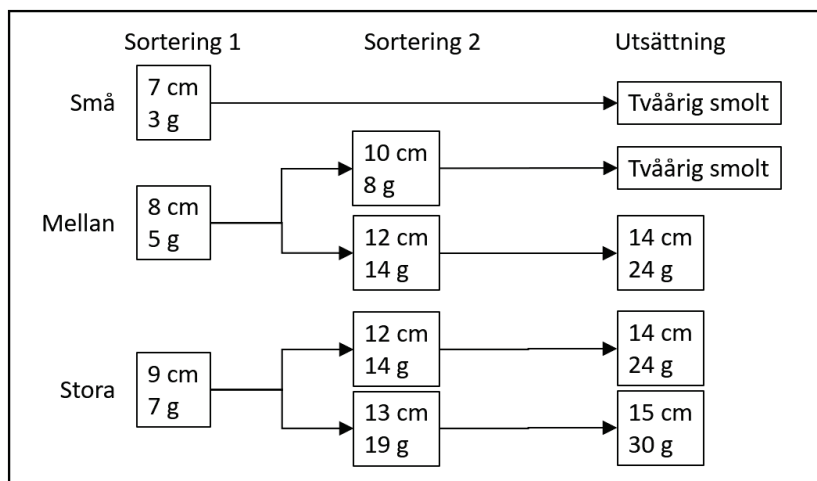 Sortering 1
Sortering 2
Utsättning
Små
7 cm
3 g
Tvåårig smolt
Mellan
8 cm
5 g
10 cm
8 g
Tvåårig smolt
12 cm
14 g
14 cm
24 g
Stora
9 cm
7 g
12 cm
14 g
14 cm
24 g
13 cm
19 g
15 cm
30 g